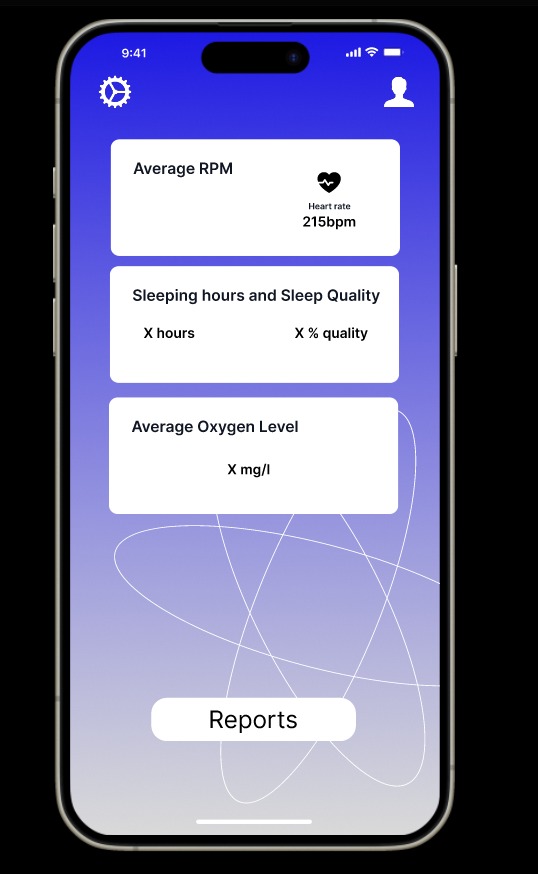 9:41
Average RPM
Heart rate
215bpm
Sleeping hours and Sleep Quality
X hours
X % quality
Average Oxygen Level
X mg/l
Reports